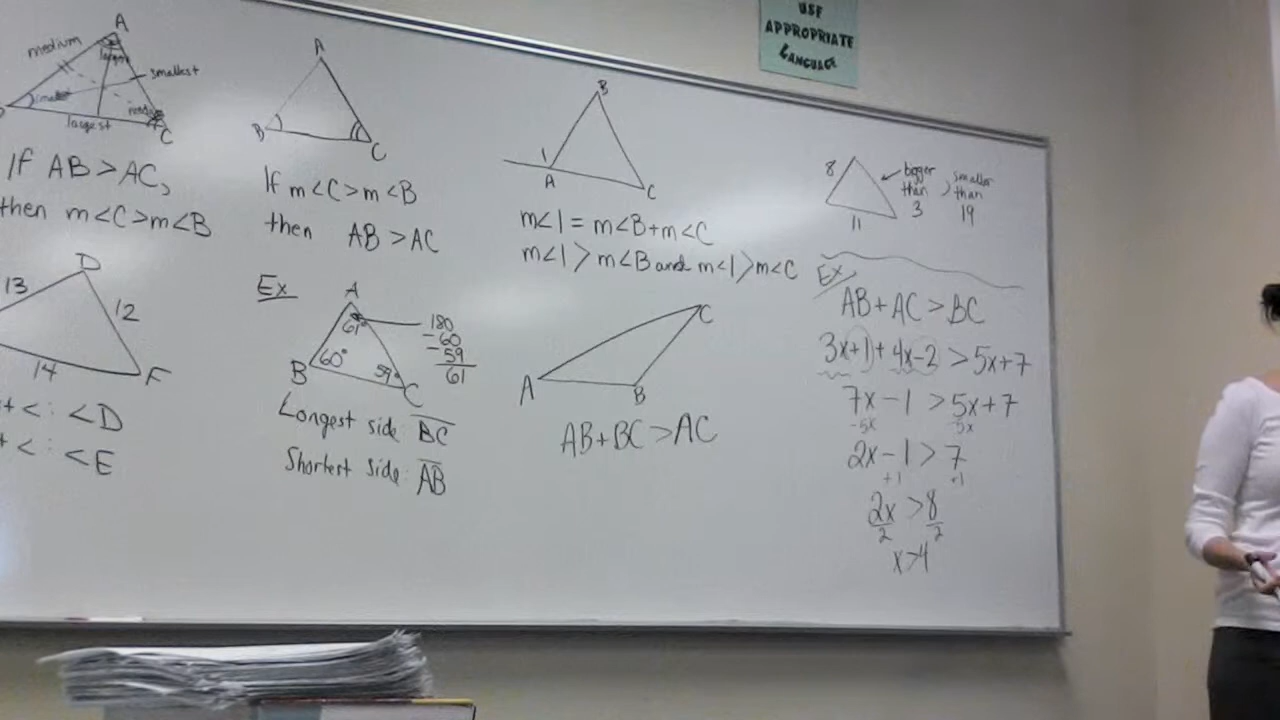 USE
APPROPRIATE
LANGUAGE
A
medium
largest
smallest
C
largest
If AB > AC,
then m<C > m<B
A
B
C
If m<C > m<B
then AB > AC
B
1
A
C
m<1 = m<B + m<C
m<1 > m<B and m<1 > m<C
8
11
bigger
than
3
smaller
than
19
D
13
12
14
F
<: <D
<: <E
Ex
A
61°
B
60°
59°
C
180
-60
-59
61
Longest side: BC
Shortest side: AB
C
A
B
AB + BC > AC
Ex
AB + AC > BC
3x+1 + 4x-2 > 5x+7
7x - 1 > 5x + 7
-5x -5x
2x - 1 > 7
+1 +1
2x > 8
2 2
x > 4